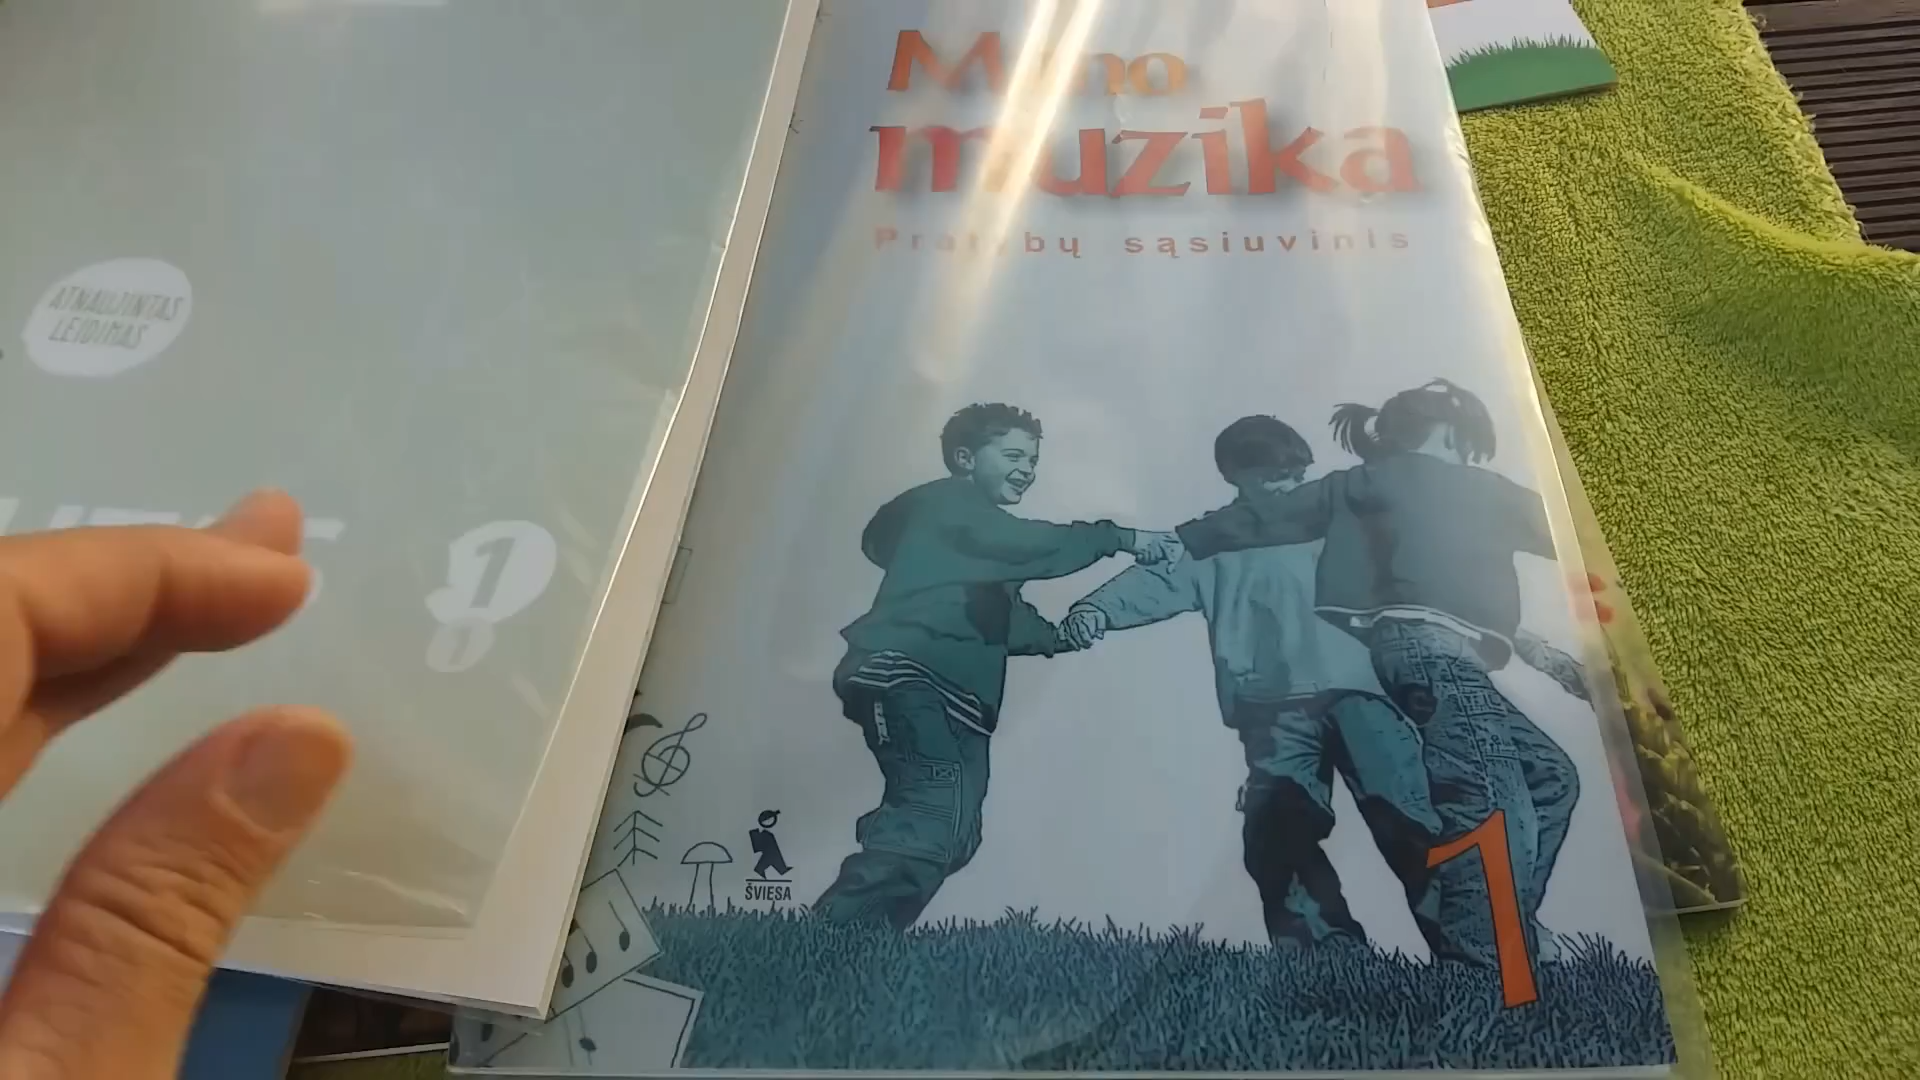 ATNAUJINTAS
LEIDIMAS
1
Mano
muzika
Pratybų sąsiuvinis
ŠVIESA
1